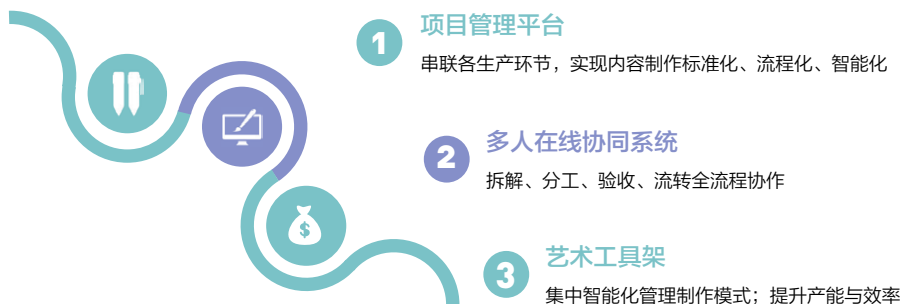 1
项目管理平台
串联各生产环节，实现内容制作标准化、流程化、智能化
2
多人在线协同系统
拆解、分工、验收、流转全流程协作
$
3
艺术工具架
集中智能化管理制作模式；提升产能与效率